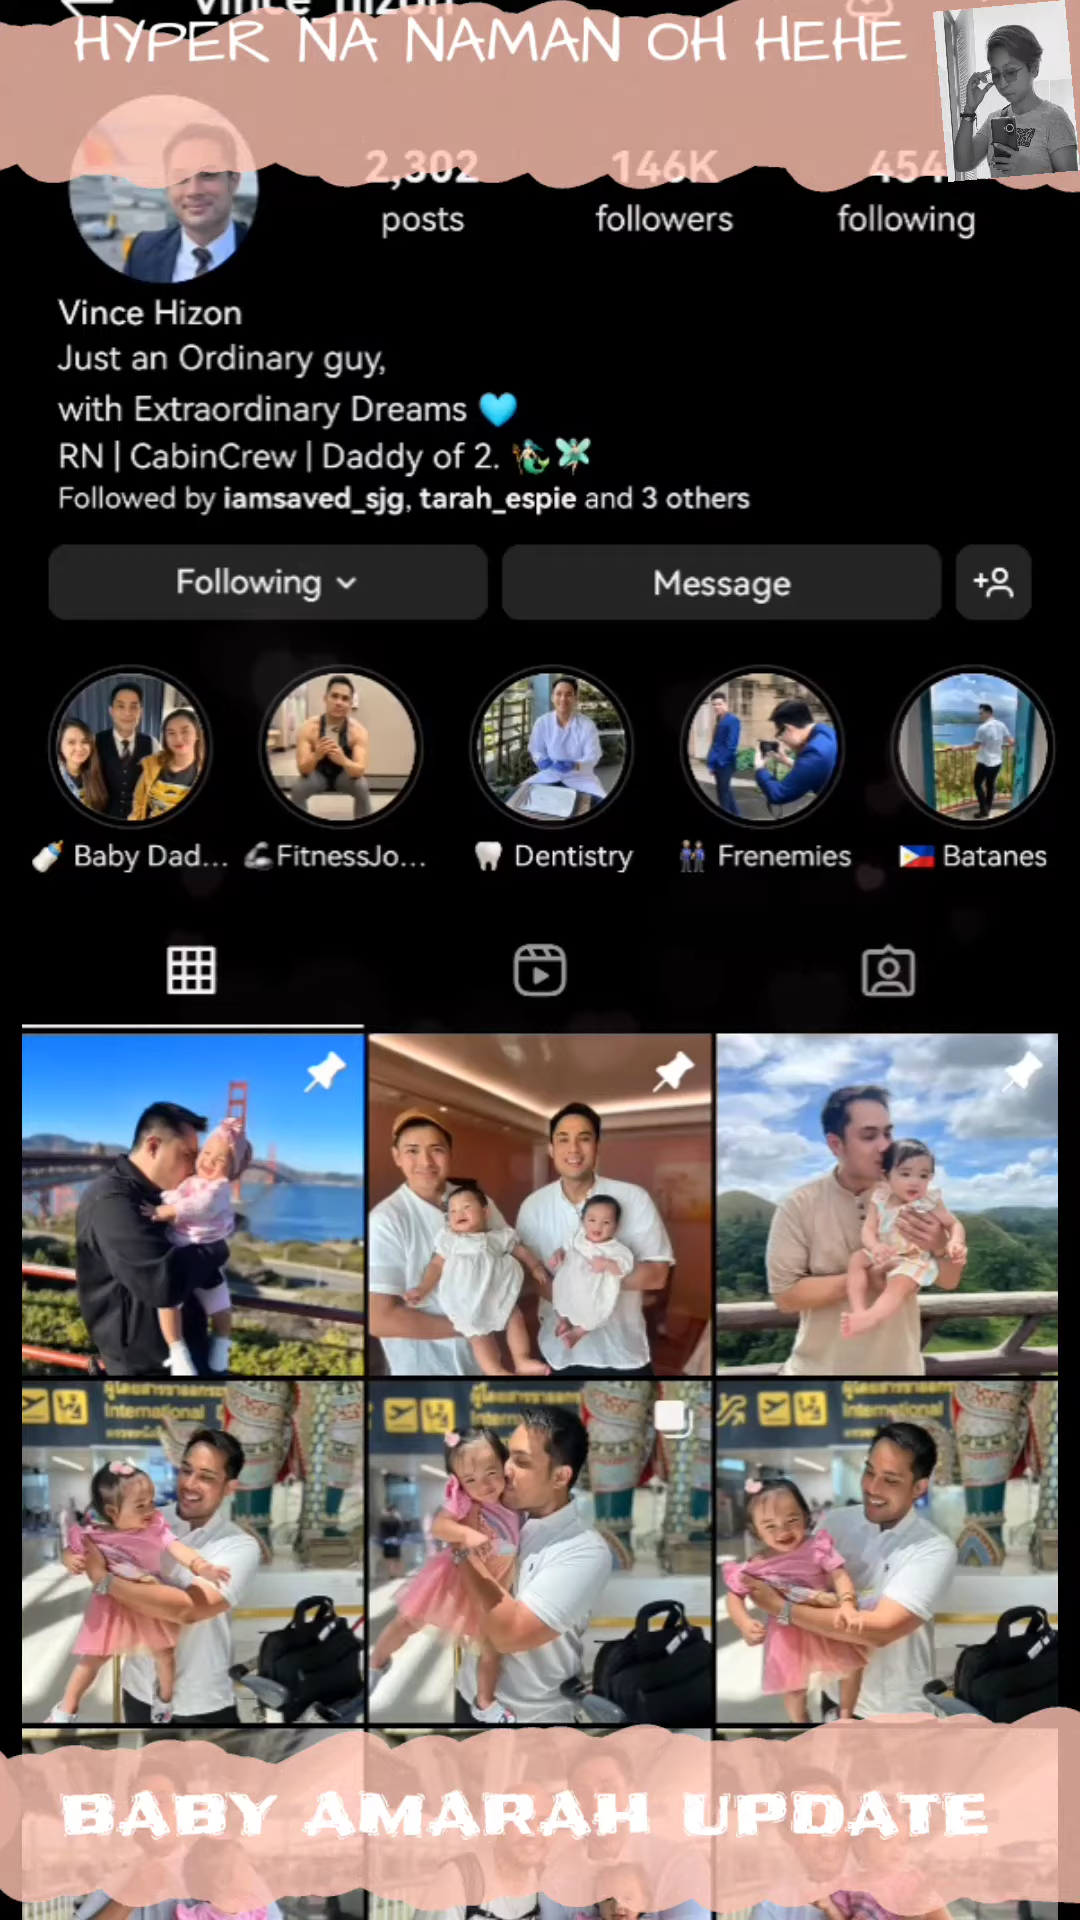 vince_hizon
HYPER NA NAMAN OH HEHE
2,302 146K 454
posts followers following
Vince Hizon
Just an Ordinary guy,
with Extraordinary Dreams 🩵
RN | CabinCrew | Daddy of 2. 🧜‍♀️🧚‍♀️
Followed by iamsaved_sjg, tarah_espie and 3 others
Following Message
🍼 Baby Dad... 🦾FitnessJo... 🦷 Dentistry 👬 Frenemies 🇵🇭 Batanes
International International International
BABY AMARAH UPDATE